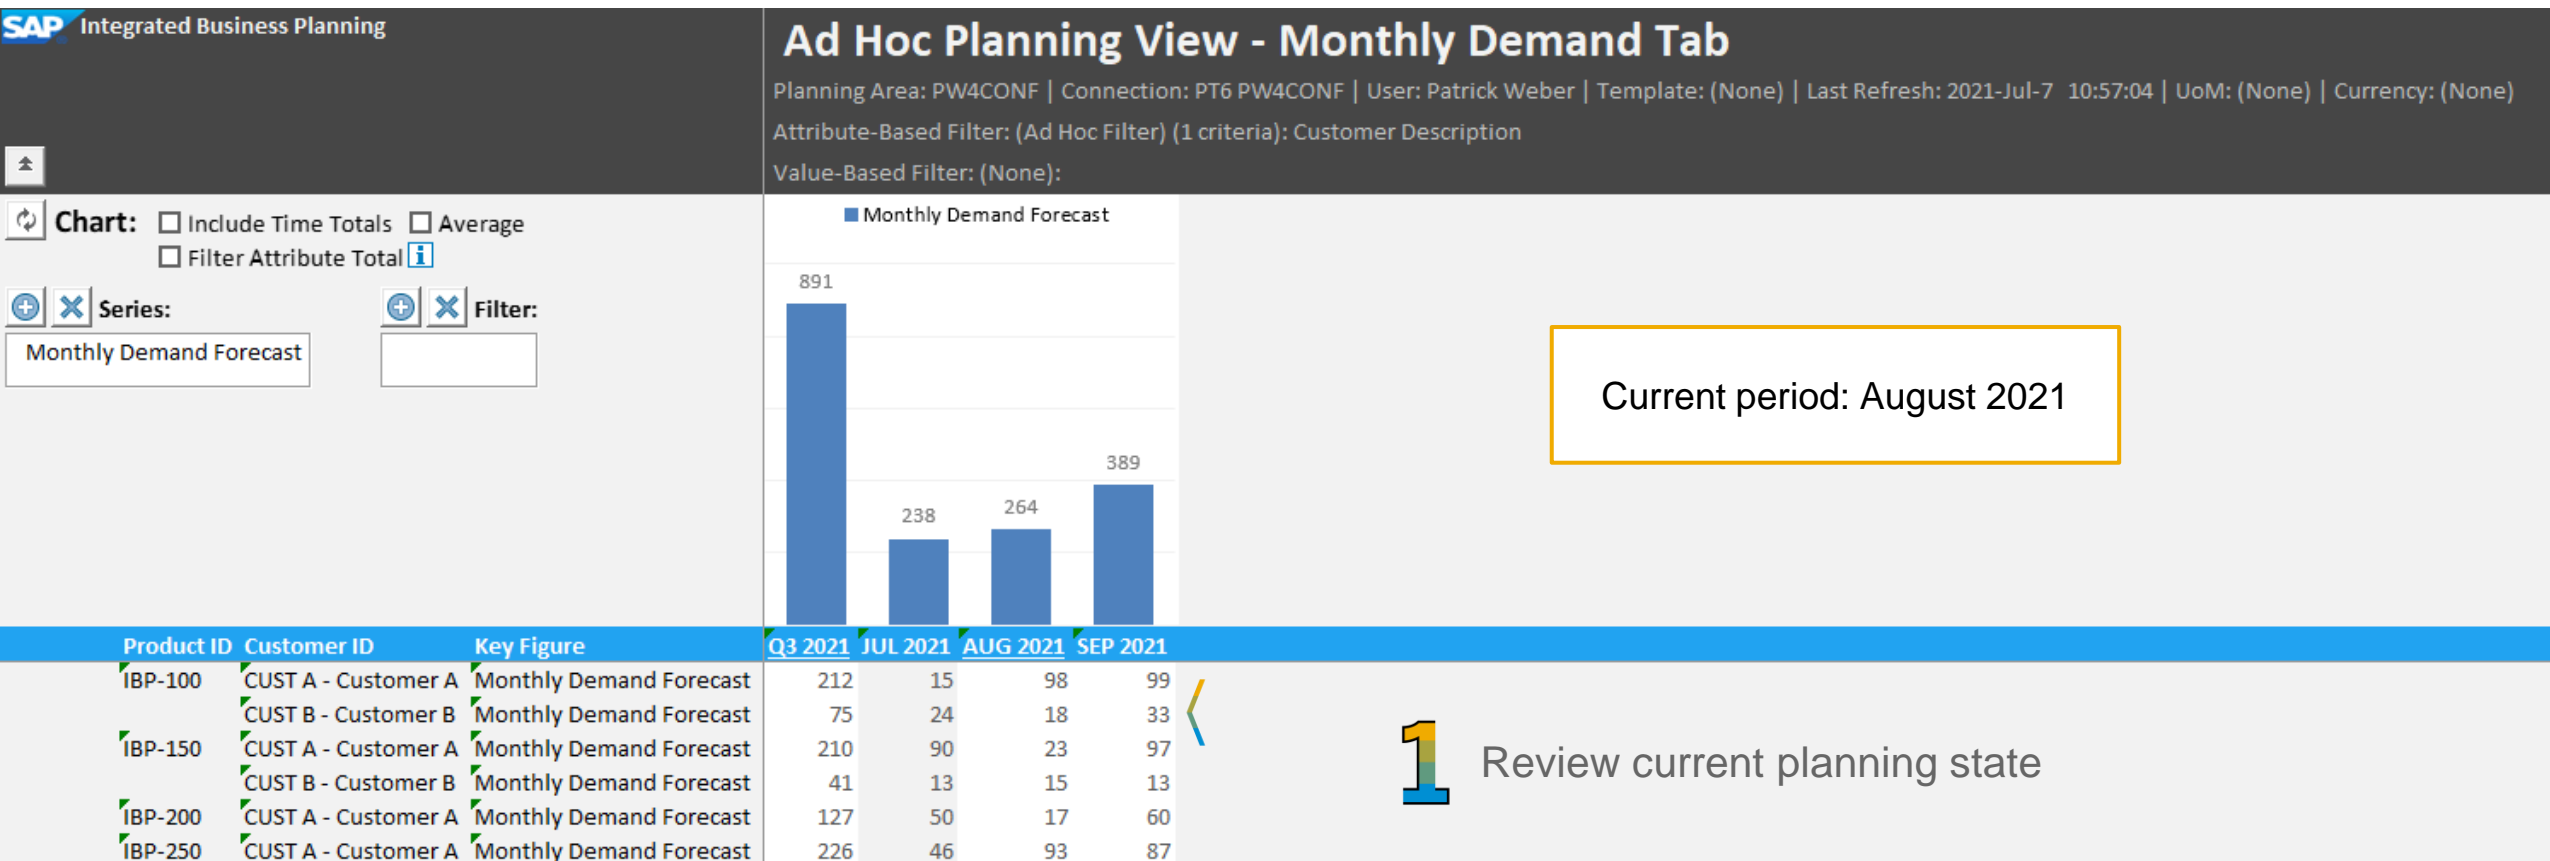 SAP Integrated Business Planning
Ad Hoc Planning View - Monthly Demand Tab
Planning Area: PW4CONF | Connection: PT6 PW4CONF | User: Patrick Weber | Template: (None) | Last Refresh: 2021-Jul-7 10:57:04 | UoM: (None) | Currency: (None)
Attribute-Based Filter: (Ad Hoc Filter) (1 criteria): Customer Description
Value-Based Filter: (None):
Chart: Include Time Totals Average
Filter Attribute Total i
Series: Filter:
Monthly Demand Forecast
Monthly Demand Forecast
891
238
264
389
Current period: August 2021
Product ID Customer ID Key Figure Q3 2021 JUL 2021 AUG 2021 SEP 2021
IBP-100 CUST A - Customer A Monthly Demand Forecast 212 15 98 99
CUST B - Customer B Monthly Demand Forecast 75 24 18 33
IBP-150 CUST A - Customer A Monthly Demand Forecast 210 90 23 97
CUST B - Customer B Monthly Demand Forecast 41 13 15 13
IBP-200 CUST A - Customer A Monthly Demand Forecast 127 50 17 60
IBP-250 CUST A - Customer A Monthly Demand Forecast 226 46 93 87
1 Review current planning state